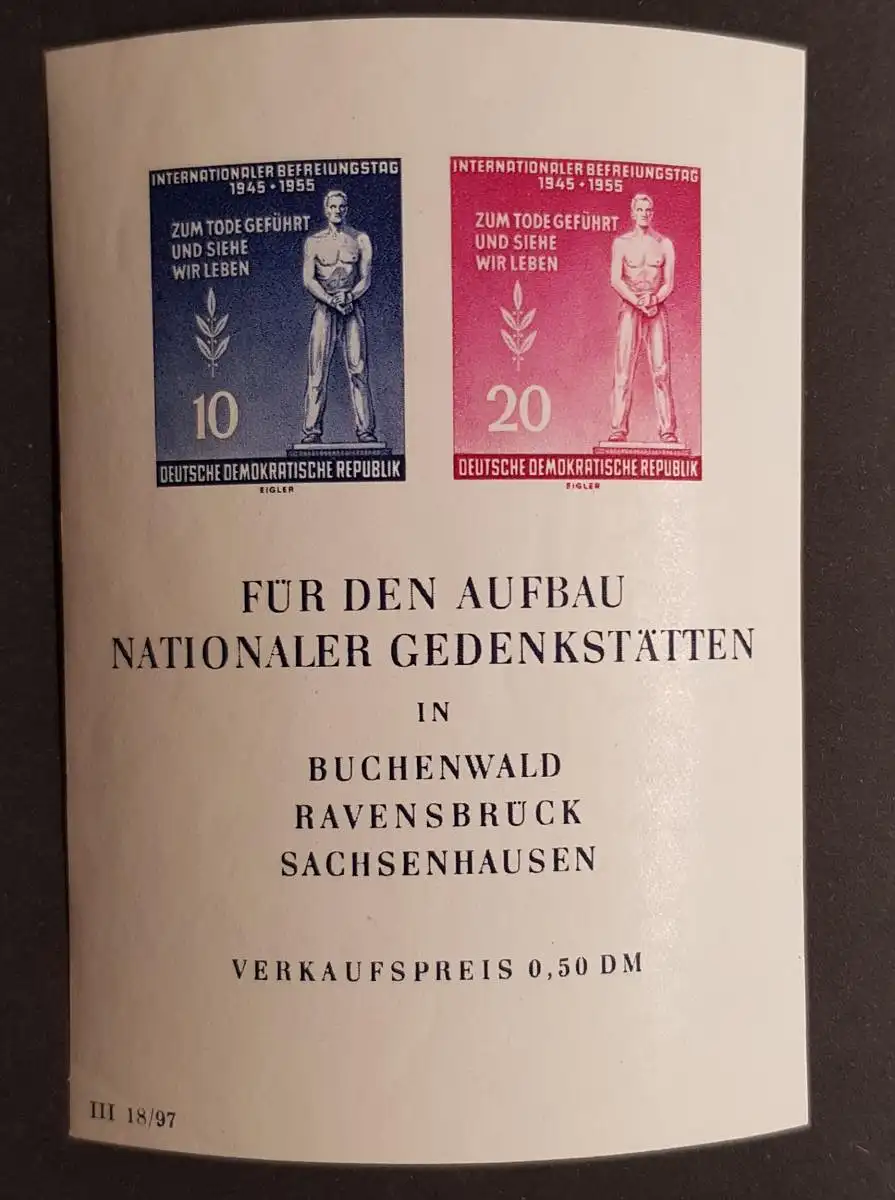 INTERNATIONALER BEFREIUNGSTAG
1945 • 1955
ZUM TODE GEFÜHRT
UND SIEHE
WIR LEBEN
10
DEUTSCHE DEMOKRATISCHE REPUBLIK
EIGLER
INTERNATIONALER BEFREIUNGSTAG
1945 • 1955
ZUM TODE GEFÜHRT
UND SIEHE
WIR LEBEN
20
DEUTSCHE DEMOKRATISCHE REPUBLIK
EIGLER
FÜR DEN AUFBAU
NATIONALER GEDENKSTÄTTEN
IN
BUCHENWALD
RAVENSBRÜCK
SACHSENHAUSEN
VERKAUFSPREIS 0,50 DM
III 18/97